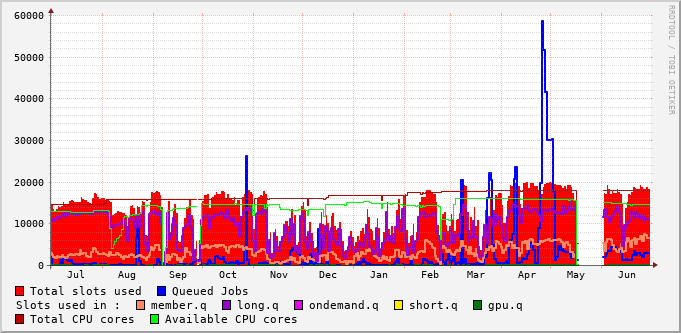 RRDTOOL / TOBI OETIKER
60000
50000
40000
30000
20000
10000
0
Jul Aug Sep Oct Nov Dec Jan Feb Mar Apr May Jun
Total slots used Queued Jobs
Slots used in : member.q long.q ondemand.q short.q gpu.q
Total CPU cores Available CPU cores